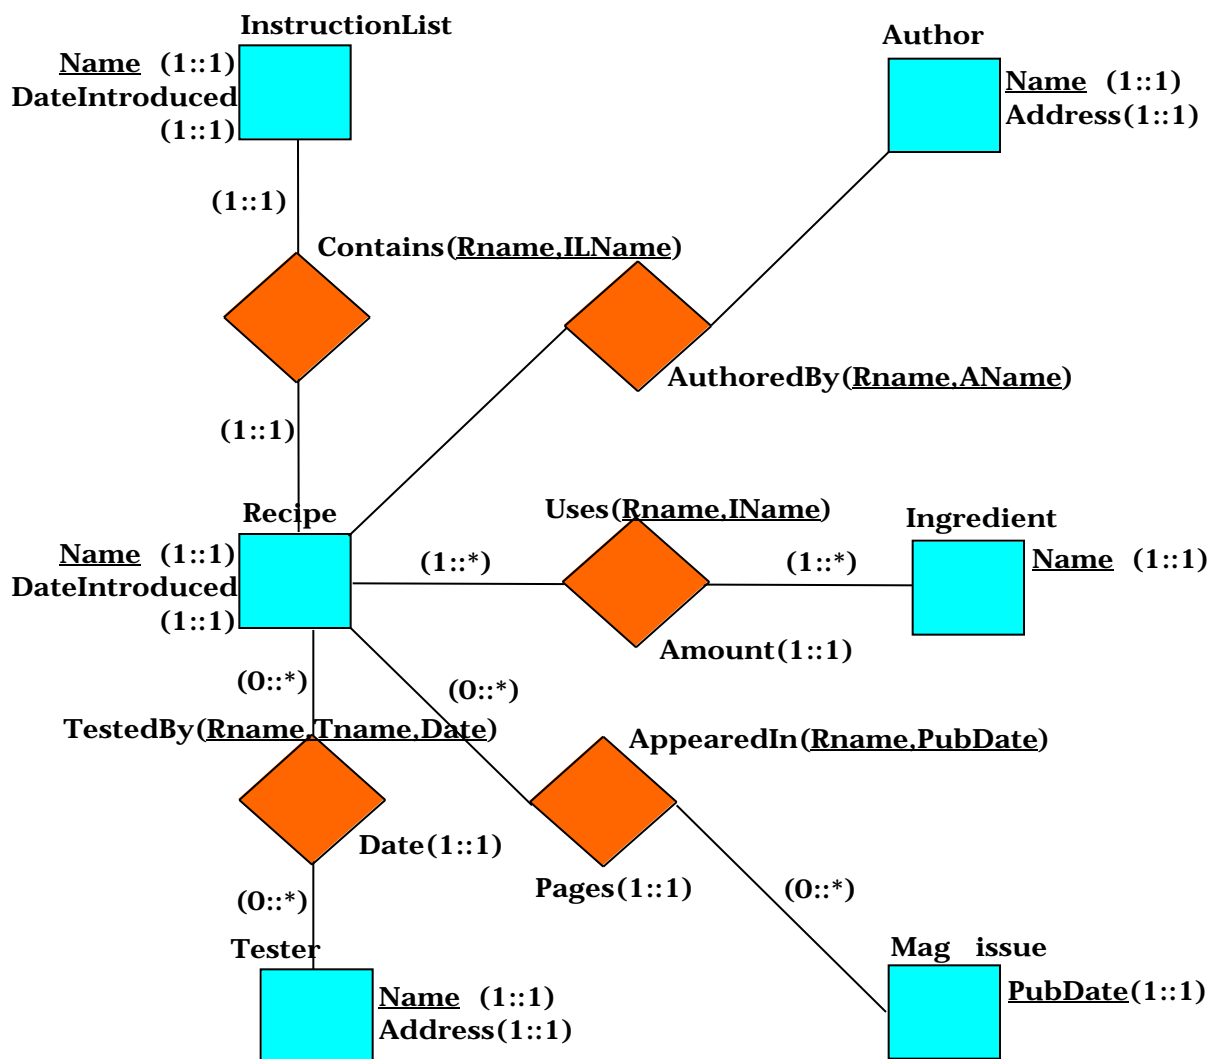 InstructionList
Name (1::1)
DateIntroduced
(1::1)
Author
Name (1::1)
Address(1::1)
(1::1)
Contains(Rname,ILName)
AuthoredBy(Rname,AName)
(1::1)
Recipe
Name (1::1)
DateIntroduced
(1::1)
Uses(Rname,IName)
(1::*)
(1::*)
Amount(1::1)
Ingredient
Name (1::1)
(0::*)
(0::*)
TestedBy(Rname,Tname,Date)
Date(1::1)
AppearedIn(Rname,PubDate)
Pages(1::1)
(0::*)
(0::*)
Tester
Name (1::1)
Address(1::1)
Mag issue
PubDate(1::1)